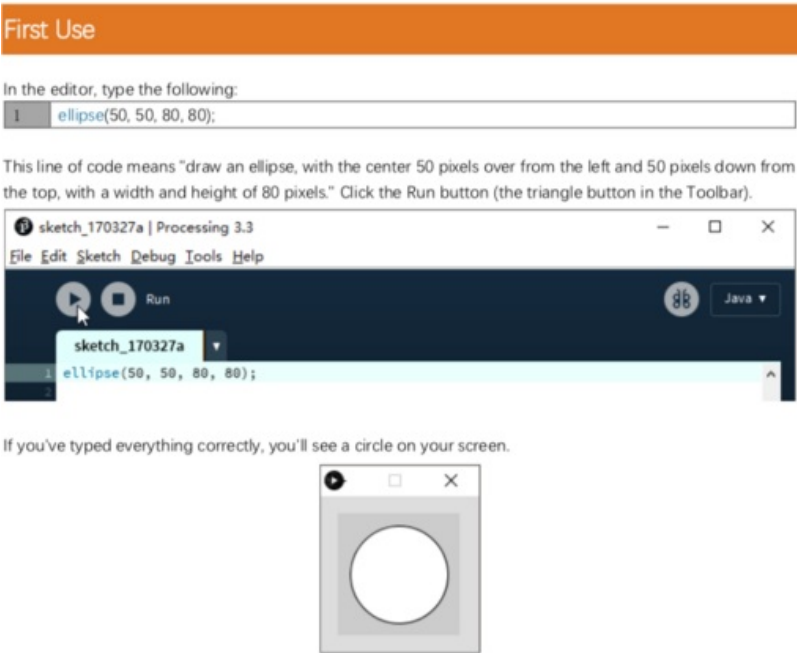 First Use
In the editor, type the following:
1 ellipse(50, 50, 80, 80);
This line of code means "draw an ellipse, with the center 50 pixels over from the left and 50 pixels down from
the top, with a width and height of 80 pixels." Click the Run button (the triangle button in the Toolbar).
sketch_170327a | Processing 3.3
File Edit Sketch Debug Tools Help
Run
Java
sketch_170327a
1 ellipse(50, 50, 80, 80);
2
If you've typed everything correctly, you'll see a circle on your screen.